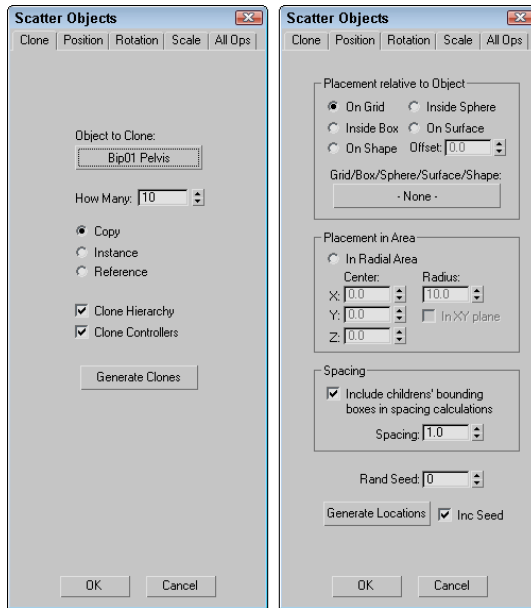 Scatter Objects
Clone Position Rotation Scale All Ops
Object to Clone:
Bip01 Pelvis
How Many: 10
Copy
Instance
Reference
Clone Hierarchy
Clone Controllers
Generate Clones
OK Cancel
Scatter Objects
Clone Position Rotation Scale All Ops
Placement relative to Object
On Grid Inside Sphere
Inside Box On Surface
On Shape Offset: 0.0
Grid/Box/Sphere/Surface/Shape:
- None -
Placement in Area
In Radial Area
Center: Radius:
X: 0.0 10.0
Y: 0.0 In XY plane
Z: 0.0
Spacing
Include childrens' bounding
boxes in spacing calculations
Spacing: 1.0
Rand Seed: 0
Generate Locations Inc Seed
OK Cancel